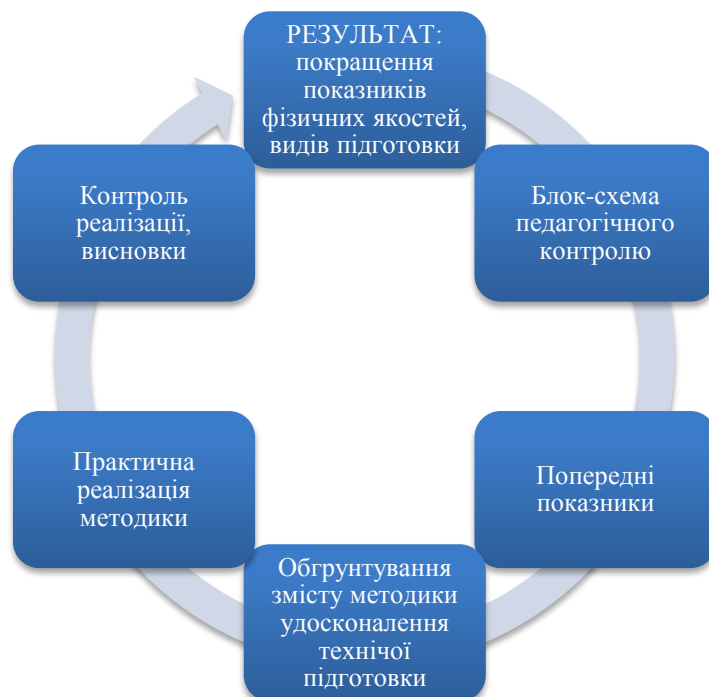 РЕЗУЛЬТАТ:
покращення
показників
фізичних якостей,
видів підготовки
Блок-схема
педагогічного
контролю
Попередні
показники
Обгрунтування
змісту методики
удосконалення
технічої
підготовки
Практична
реалізація
методики
Контроль
реалізації,
висновки